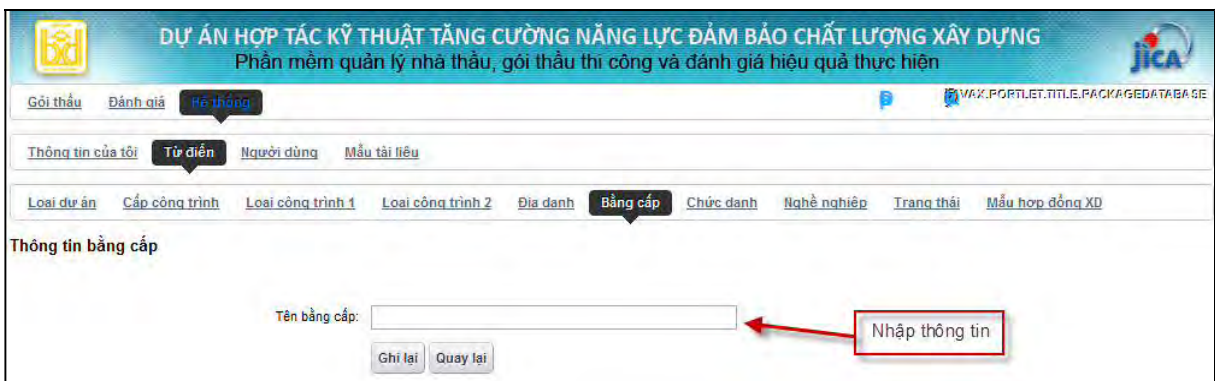 DỰ ÁN HỢP TÁC KỸ THUẬT TĂNG CƯỜNG NĂNG LỰC ĐẢM BẢO CHẤT LƯỢNG XÂY DỰNG
Phần mềm quản lý nhà thầu, gói thầu thi công và đánh giá hiệu quả thực hiện
bxd
jica
Gói thầu Đánh giá Hệ thống
VAX.PORTLET.TITLE.PACKAGEDATABASE
Thông tin của tôi Từ điển Người dùng Mẫu tài liệu
Loại dự án Cấp công trình Loại công trình 1 Loại công trình 2 Địa danh Bằng cấp Chức danh Nghề nghiệp Trạng thái Mẫu hợp đồng XD
Thông tin bằng cấp
Tên bằng cấp:
Nhập thông tin
Ghi lại Quay lại